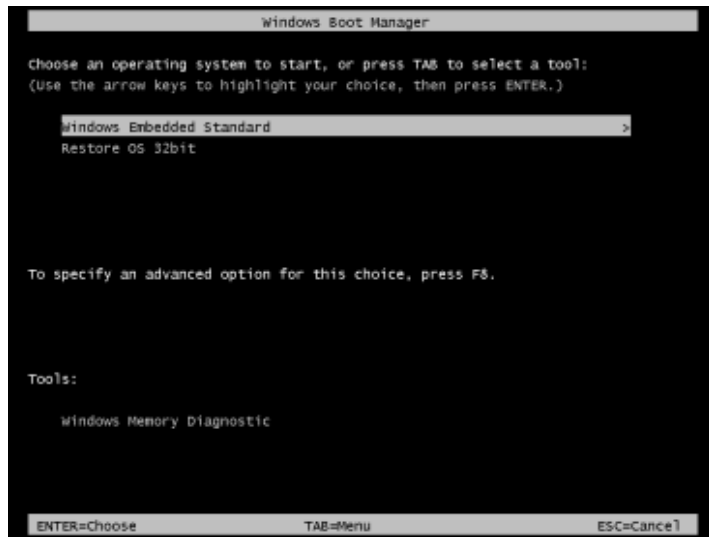 Windows Boot Manager
Choose an operating system to start, or press TAB to select a tool:
(Use the arrow keys to highlight your choice, then press ENTER.)
Windows Embedded Standard >
Restore OS 32bit
To specify an advanced option for this choice, press F8.
Tools:
Windows Memory Diagnostic
ENTER=Choose TAB=Menu ESC=Cancel